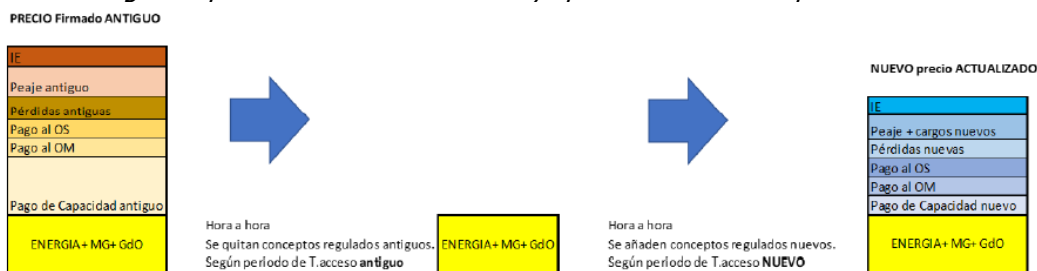 PRECIO Firmado ANTIGUO
IE
Peaje antiguo
Pérdidas antiguas
Pago al OS
Pago al OM
Pago de Capacidad antiguo
ENERGIA+ MG+ GdO
Hora a hora
Se quitan conceptos regulados antiguos.
Según periodo de T.acceso antiguo
ENERGIA+ MG+ GdO
Hora a hora
Se añaden conceptos regulados nuevos.
Según periodo de T.acceso NUEVO
NUEVO precio ACTUALIZADO
IE
Peaje + cargos nuevos
Pérdidas nuevas
Pago al OS
Pago al OM
Pago de Capacidad nuevo
ENERGIA+ MG+ GdO